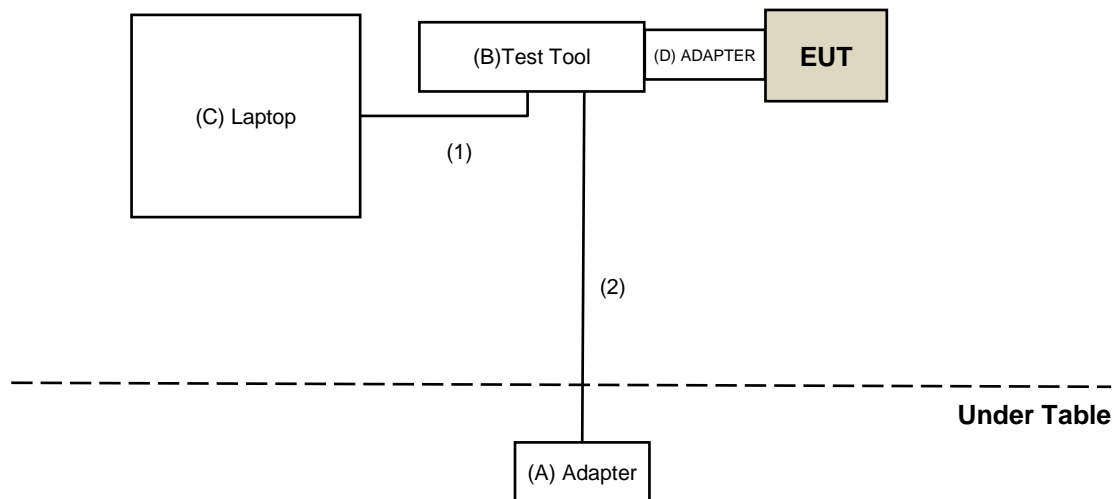 (B)Test Tool
(D) ADAPTER
EUT
(C) Laptop
(1)
(2)
Under Table
(A) Adapter